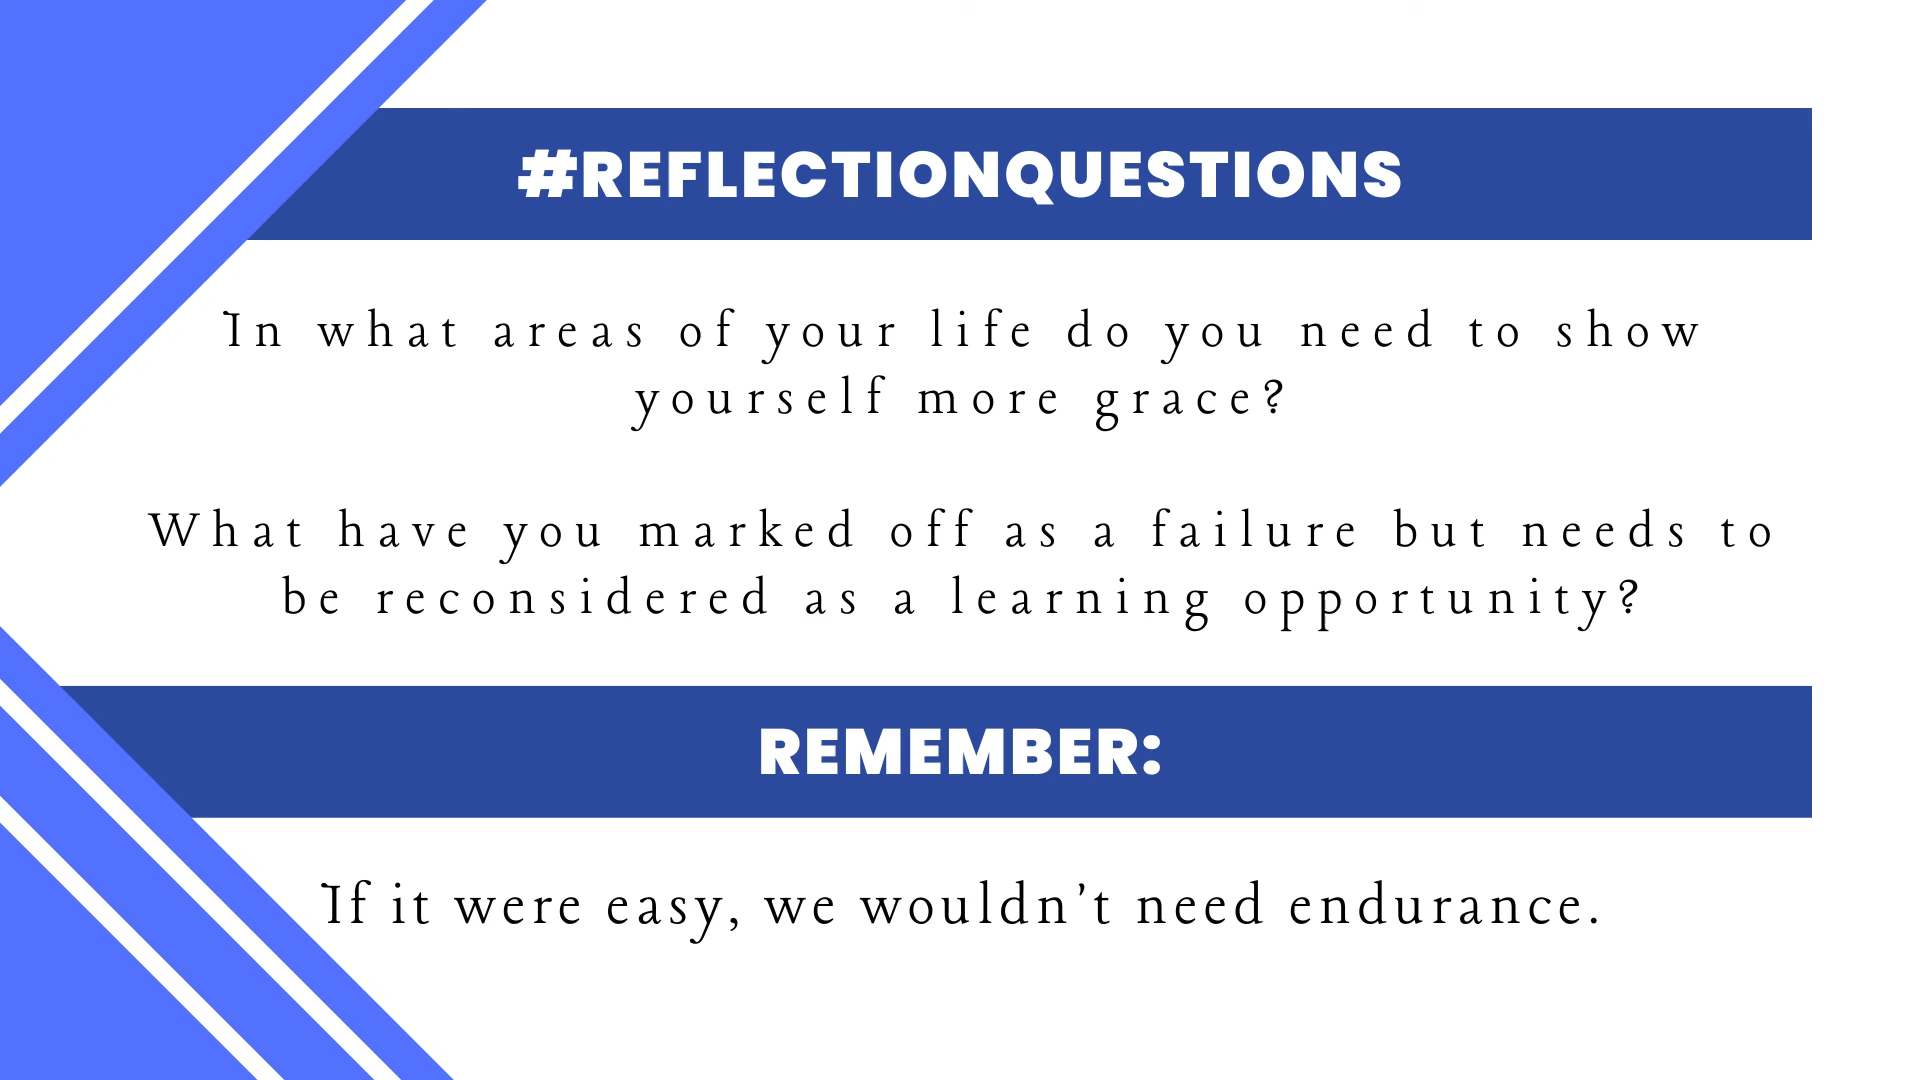 #REFLECTIONQUESTIONS
In what areas of your life do you need to show
yourself more grace?
What have you marked off as a failure but needs to
be reconsidered as a learning opportunity?
REMEMBER:
If it were easy, we wouldn't need endurance.